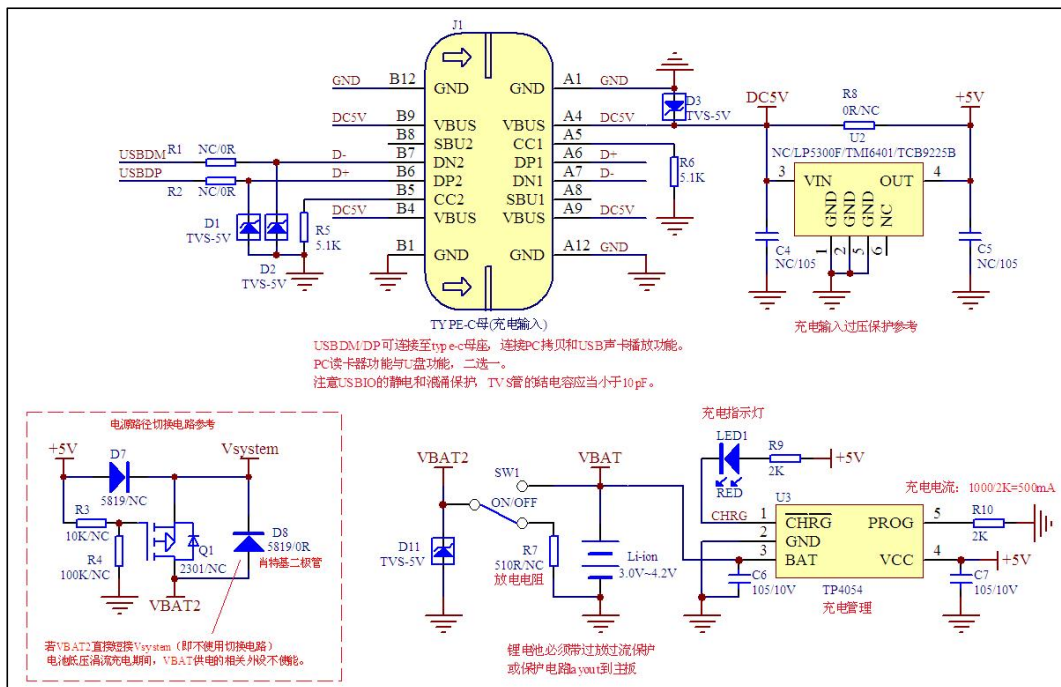 J1
GND B12 GND
DC5V B9 VBUS
B8 SBU2
D- B7 DN2
D+ B6 DP2
B5 CC2
DC5V B4 VBUS
B1 GND
GND A1 GND
VBUS A4 DC5V
CC1 A5
DP1 A6 D+
DN1 A7 D-
SBU1 A8
VBUS A9 DC5V
GND A12 GND
TYPE-C母(充电输入)
USBDM R1 NC/0R
USBDP R2 NC/0R
D1
TVS-5V
D2
TVS-5V
R5
5.1K
D3
TVS-5V
R6
5.1K
DC5V
R8
0R/NC
+5V
U2
NC/LP5300F/TMI6401/TCB9225B
3 VIN OUT 4
GND GND GND NC
1 2 5 6
C4
NC/105
C5
NC/105
充电输入过压保护参考
USBDM/DP可连接至type-c母座，连接PC拷贝和USB声卡播放功能。
PC读卡器功能与U盘功能，二选一。
注意USBIO的静电和浪涌保护，TVS管的结电容应当小于10pF。
电源路径切换电路参考
+5V
D7
5819/NC
Vsystem
R3
10K/NC
R4
100K/NC
Q1
2301/NC
D8
5819/0R
肖特基二极管
VBAT2
若VBAT2直接短接Vsystem（即不使用切换电路）
电池低压涓流充电期间，VBAT供电的相关外设不使能。
VBAT2
D11
TVS-5V
SW1
ON/OFF
R7
510R/NC
放电电阻
VBAT
Li-ion
3.0V~4.2V
锂电池必须带过放过流保护
或保护电路layout到主板
充电指示灯
LED1
RED
R9
2K
+5V
充电电流：1000/2K=500mA
U3
CHRG 1 CHRG PROG 5
2 GND
3 BAT VCC 4
R10
2K
+5V
C6
105/10V
TP4054
充电管理
C7
105/10V